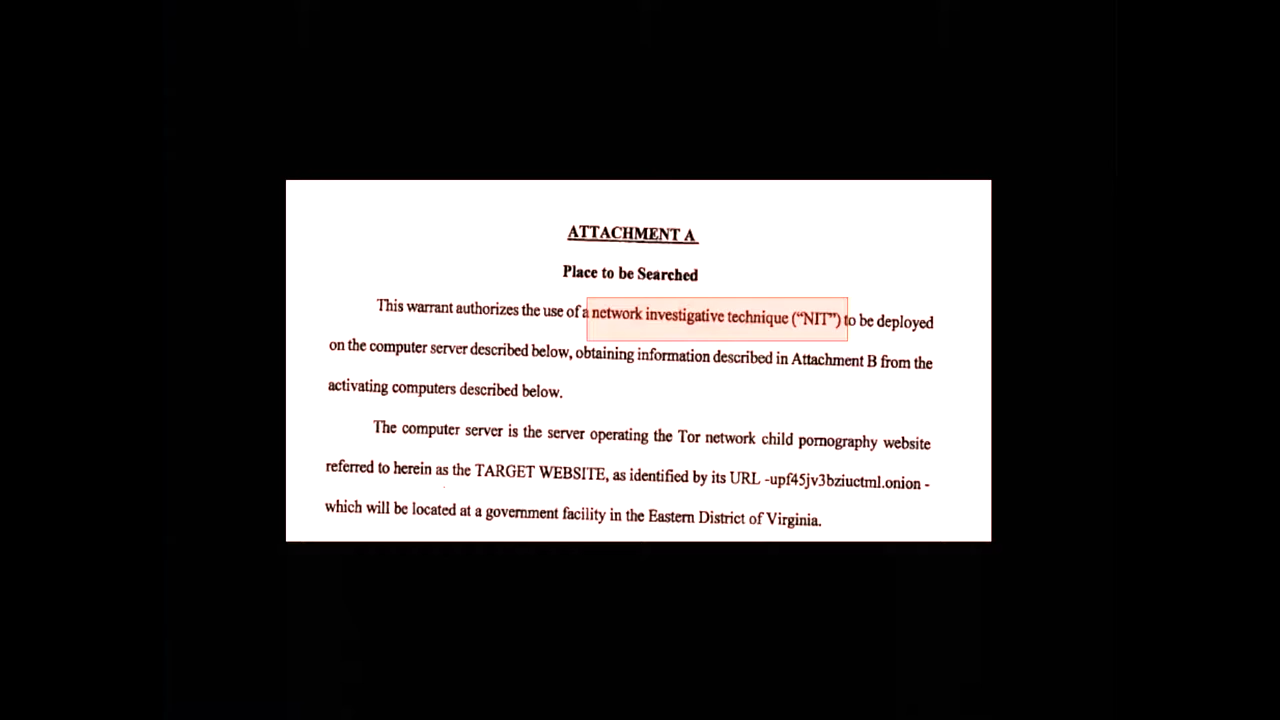 ATTACHMENT A
Place to be Searched
This warrant authorizes the use of a network investigative technique ("NIT") to be deployed
on the computer server described below, obtaining information described in Attachment B from the
activating computers described below.
The computer server is the server operating the Tor network child pornography website
referred to herein as the TARGET WEBSITE, as identified by its URL -upf45jv3bziuctml.onion -
which will be located at a government facility in the Eastern District of Virginia.